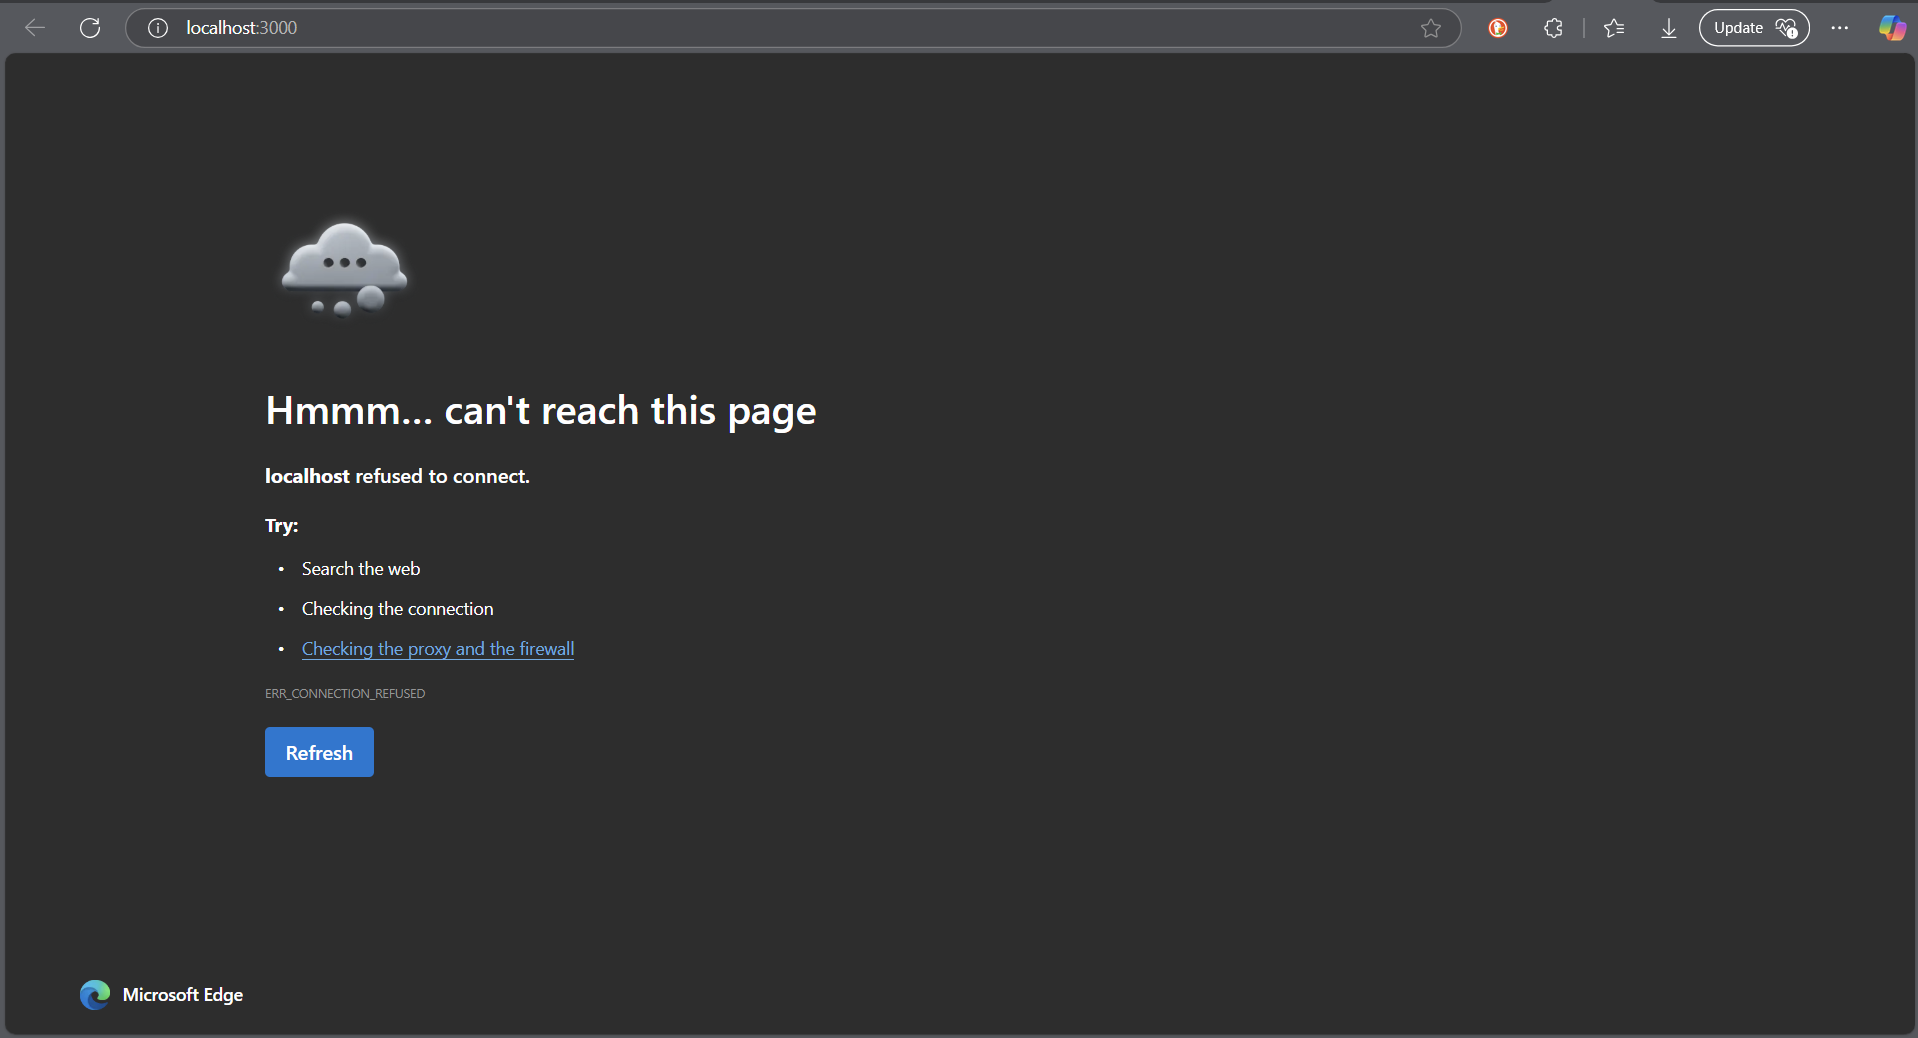 localhost:3000
Update
Hmmm... can't reach this page
localhost refused to connect.
Try:
• Search the web
• Checking the connection
• Checking the proxy and the firewall
ERR_CONNECTION_REFUSED
Refresh
Microsoft Edge